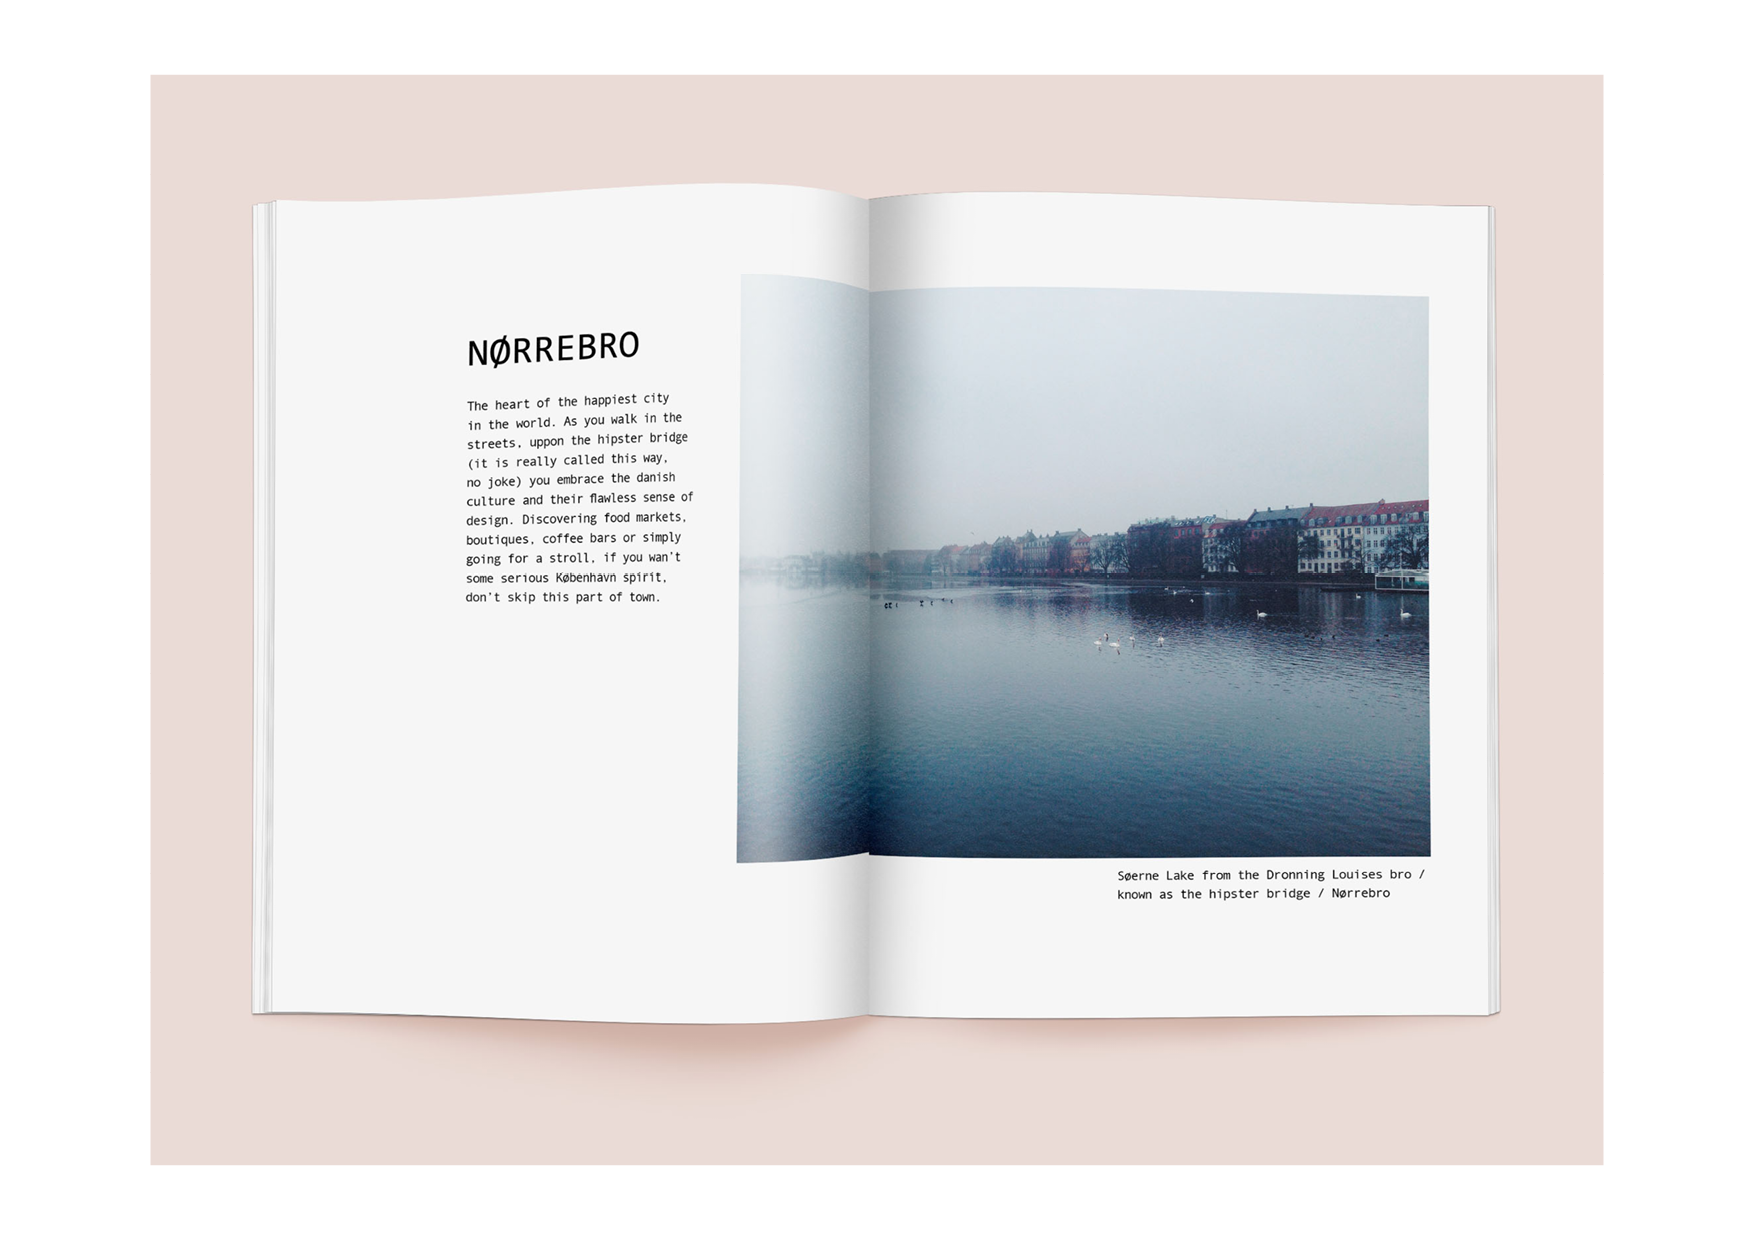 NØRREBRO
The heart of the happiest city
in the world. As you walk in the
streets, uppon the hipster bridge
(it is really called this way,
no joke) you embrace the danish
culture and their flawless sense of
design. Discovering food markets,
boutiques, coffee bars or simply
going for a stroll, if you wan't
some serious København spirit,
don't skip this part of town.
Søerne Lake from the Dronning Louises bro /
known as the hipster bridge / Nørrebro